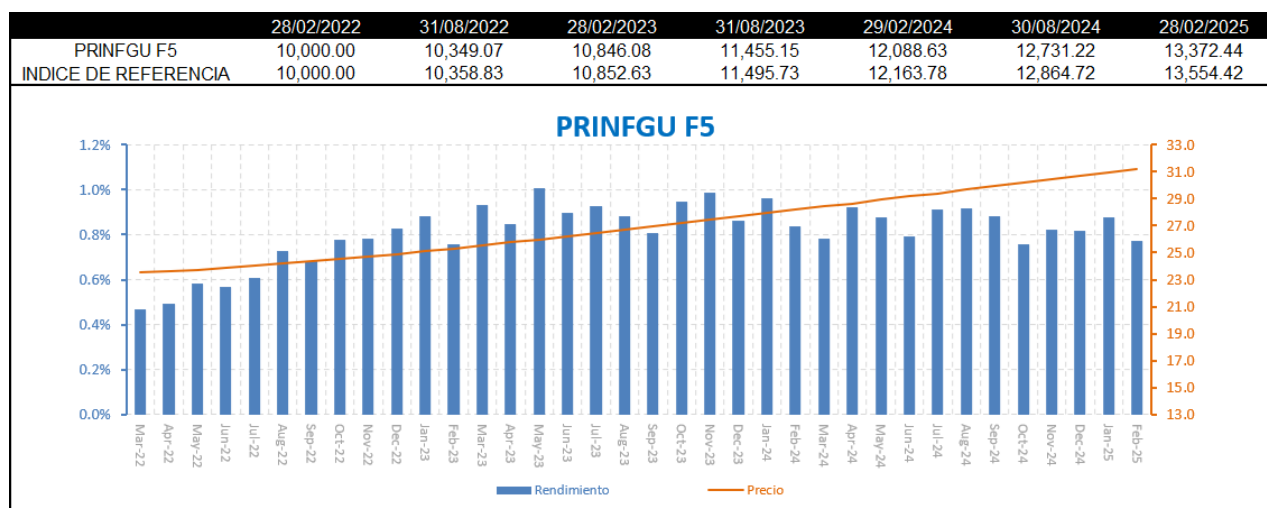 28/02/2022 31/08/2022 28/02/2023 31/08/2023 29/02/2024 30/08/2024 28/02/2025
PRINFGU F5 10,000.00 10,349.07 10,846.08 11,455.15 12,088.63 12,731.22 13,372.44
INDICE DE REFERENCIA 10,000.00 10,358.83 10,852.63 11,495.73 12,163.78 12,864.72 13,554.42
PRINFGU F5
1.2% 33.0
31.0
1.0% 29.0
0.8% 27.0
25.0
0.6% 23.0
21.0
0.4% 19.0
0.2% 17.0
15.0
0.0% 13.0
Mar-22 Apr-22 May-22 Jun-22 Jul-22 Aug-22 Sep-22 Oct-22 Nov-22 Dec-22 Jan-23 Feb-23 Mar-23 Apr-23 May-23 Jun-23 Jul-23 Aug-23 Sep-23 Oct-23 Nov-23 Dec-23 Jan-24 Feb-24 Mar-24 Apr-24 May-24 Jun-24 Jul-24 Aug-24 Sep-24 Oct-24 Nov-24 Dec-24 Jan-25 Feb-25
Rendimiento Precio